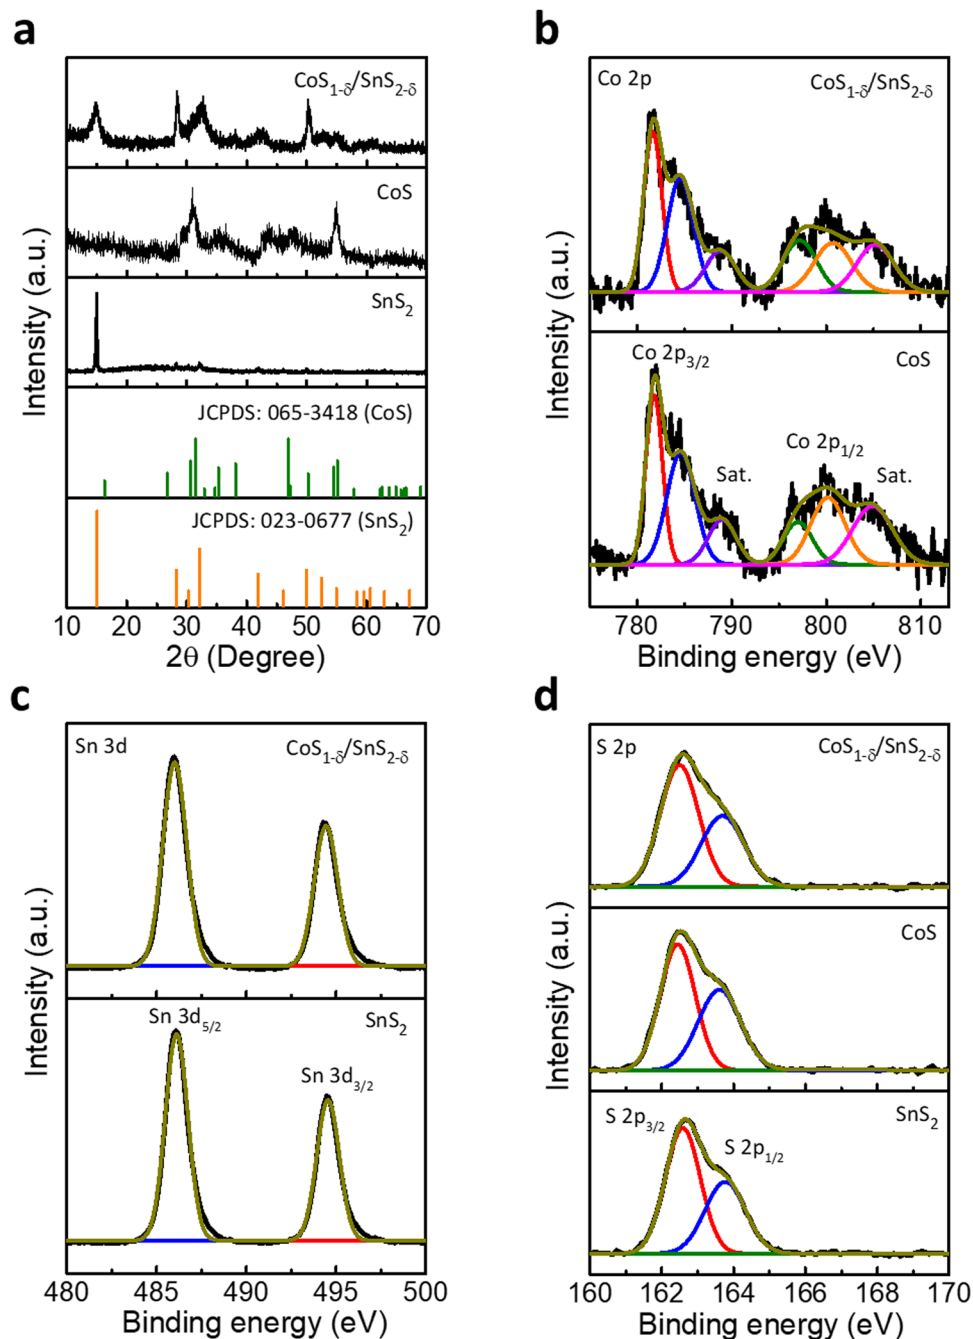 a
CoS1-δ/SnS2-δ
CoS
SnS2
JCPDS: 065-3418 (CoS)
JCPDS: 023-0677 (SnS2)
Intensity (a.u.)
10 20 30 40 50 60 70
2θ (Degree)
b
Co 2p
CoS1-δ/SnS2-δ
Co 2p3/2
CoS
Co 2p1/2
Sat.
Sat.
Intensity (a.u.)
780 790 800 810
Binding energy (eV)
c
Sn 3d
CoS1-δ/SnS2-δ
Sn 3d5/2
SnS2
Sn 3d3/2
Intensity (a.u.)
480 485 490 495 500
Binding energy (eV)
d
S 2p
CoS1-δ/SnS2-δ
CoS
S 2p3/2
SnS2
S 2p1/2
Intensity (a.u.)
160 162 164 166 168 170
Binding energy (eV)